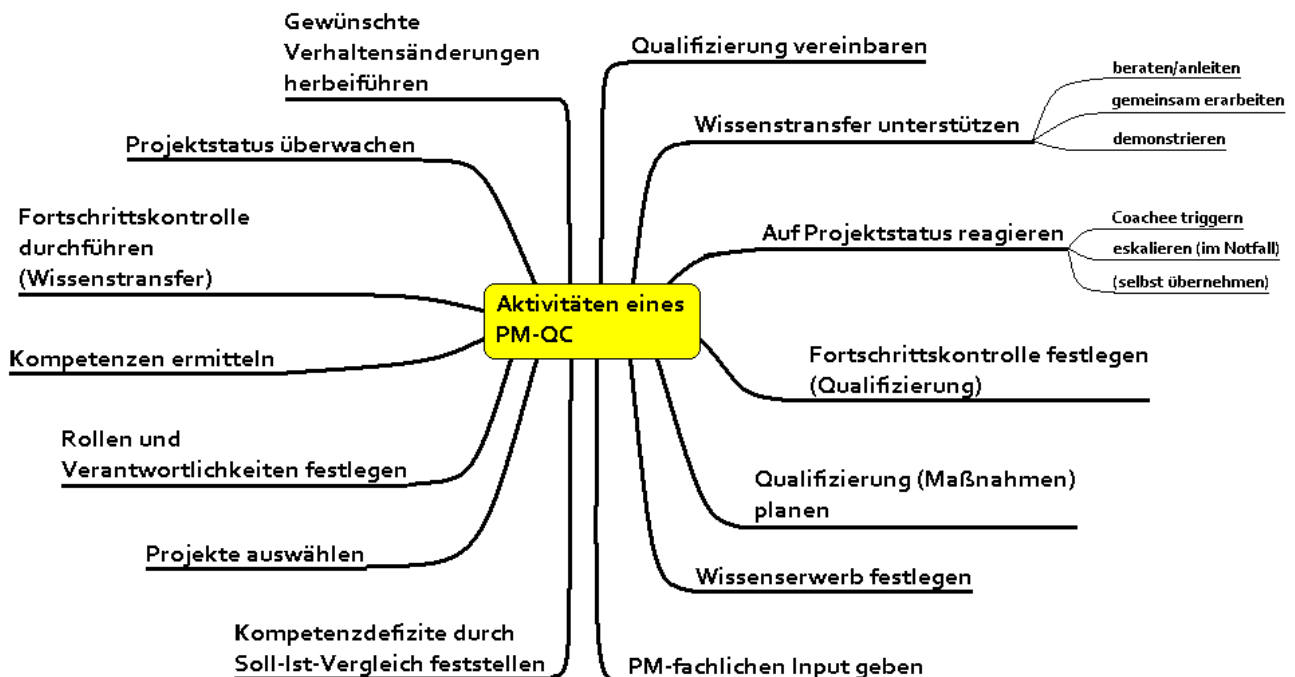 Gewünschte
Verhaltensänderungen
herbeiführen
Projektstatus überwachen
Fortschrittskontrolle
durchführen
(Wissenstransfer)
Kompetenzen ermitteln
Rollen und
Verantwortlichkeiten festlegen
Projekte auswählen
Kompetenzdefizite durch
Soll-Ist-Vergleich feststellen
Aktivitäten eines
PM-QC
Qualifizierung vereinbaren
Wissenstransfer unterstützen
beraten/anleiten
gemeinsam erarbeiten
demonstrieren
Auf Projektstatus reagieren
Coachee triggern
eskalieren (im Notfall)
(selbst übernehmen)
Fortschrittskontrolle festlegen
(Qualifizierung)
Qualifizierung (Maßnahmen)
planen
Wissenserwerb festlegen
PM-fachlichen Input geben